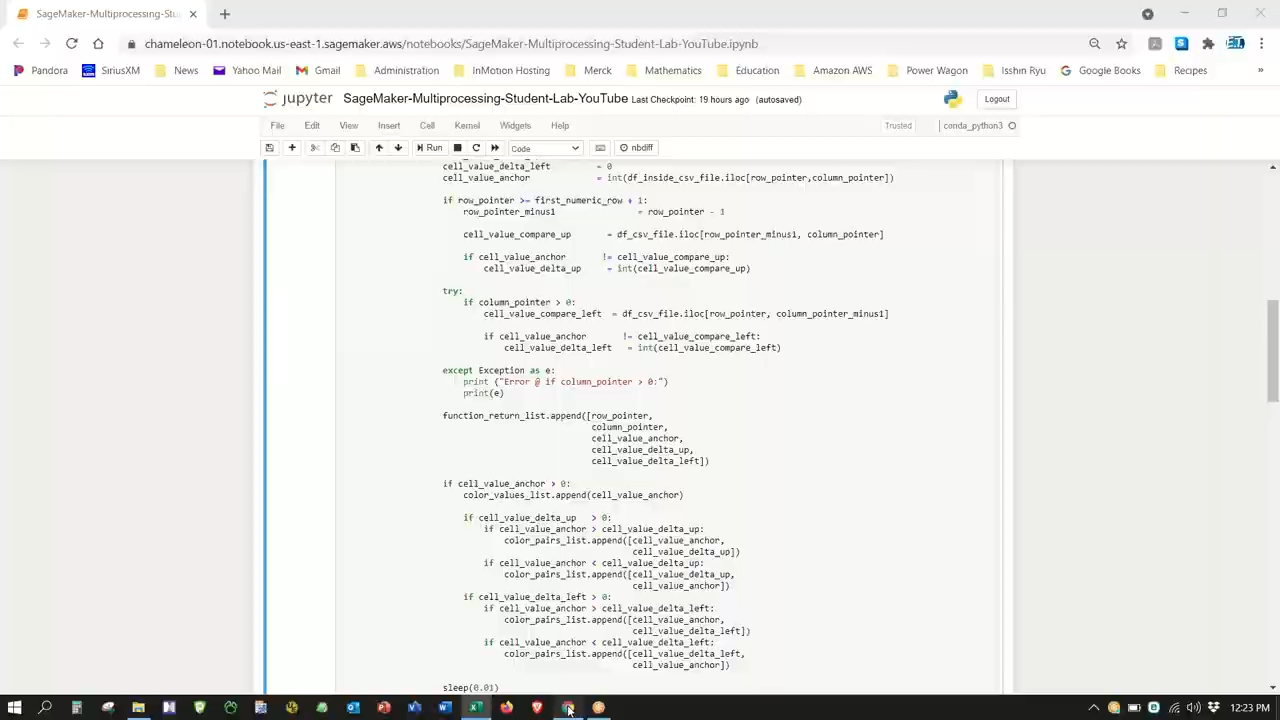 SageMaker-Multiprocessing-Stu
chameleon-01.notebook.us-east-1.sagemaker.aws/notebooks/SageMaker-Multiprocessing-Student-Lab-YouTube.ipynb
Pandora SiriusXM News Yahoo Mail Gmail Administration InMotion Hosting Merck Mathematics Education Amazon AWS Power Wagon Isshin Ryu Google Books Recipes »
jupyter SageMaker-Multiprocessing-Student-Lab-YouTube Last Checkpoint: 19 hours ago (autosaved) Logout
File Edit View Insert Cell Kernel Widgets Help Trusted conda_python3
Run Code nbdiff
cell_value_delta_left = 0
cell_value_anchor = int(df_inside_csv_file.iloc[row_pointer,column_pointer])
if row_pointer >= first_numeric_row + 1:
row_pointer_minus1 = row_pointer - 1
cell_value_compare_up = df_csv_file.iloc[row_pointer_minus1, column_pointer]
if cell_value_anchor != cell_value_compare_up:
cell_value_delta_up = int(cell_value_compare_up)
try:
if column_pointer > 0:
cell_value_compare_left = df_csv_file.iloc[row_pointer, column_pointer_minus1]
if cell_value_anchor != cell_value_compare_left:
cell_value_delta_left = int(cell_value_compare_left)
except Exception as e:
print ("Error @ if column_pointer > 0:")
print(e)
function_return_list.append([row_pointer,
column_pointer,
cell_value_anchor,
cell_value_delta_up,
cell_value_delta_left])
if cell_value_anchor > 0:
color_values_list.append(cell_value_anchor)
if cell_value_delta_up > 0:
if cell_value_anchor > cell_value_delta_up:
color_pairs_list.append([cell_value_anchor,
cell_value_delta_up])
if cell_value_anchor < cell_value_delta_up:
color_pairs_list.append([cell_value_delta_up,
cell_value_anchor])
if cell_value_delta_left > 0:
if cell_value_anchor > cell_value_delta_left:
color_pairs_list.append([cell_value_anchor,
cell_value_delta_left])
if cell_value_anchor < cell_value_delta_left:
color_pairs_list.append([cell_value_delta_left,
cell_value_anchor])
sleep(0.01)
12:23 PM